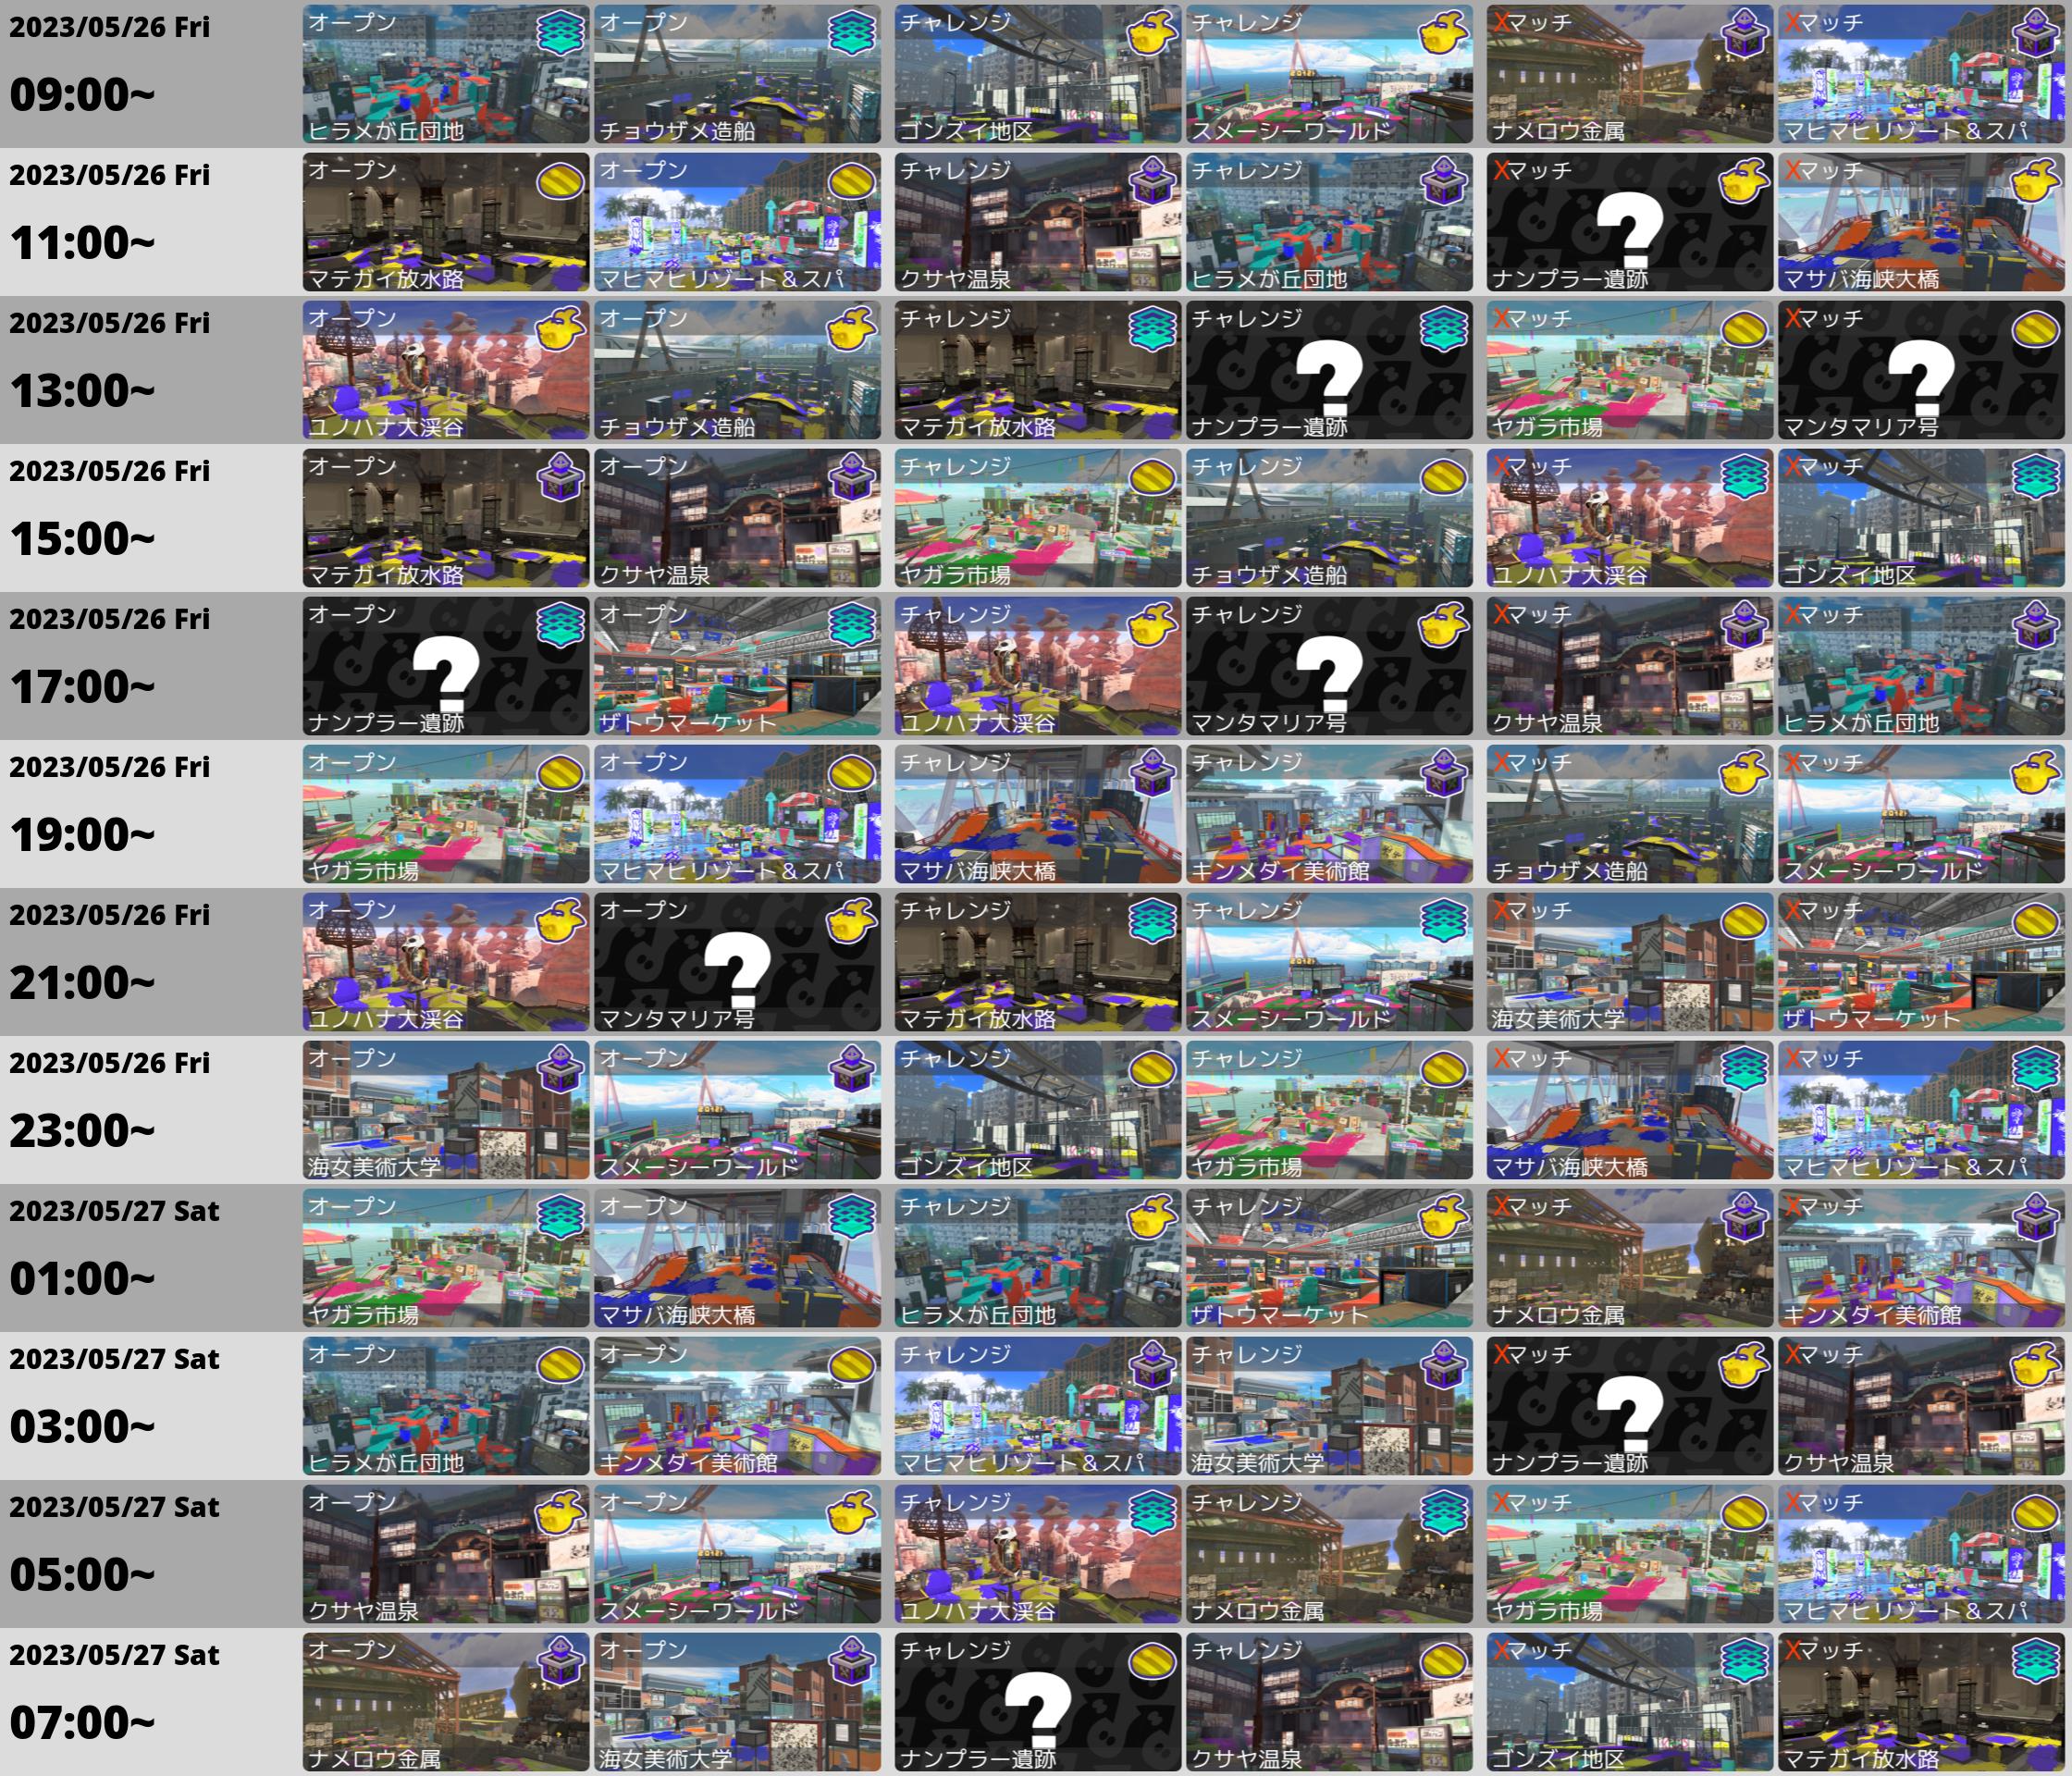 2023/05/26 Fri
09:00~
オープン オープン チャレンジ チャレンジ Xマッチ Xマッチ
ヒラメが丘団地 チョウザメ造船 ゴンズイ地区 スメーシーワールド ナメロウ金属 マヒマヒリゾート＆スパ
2023/05/26 Fri
11:00~
オープン オープン チャレンジ チャレンジ Xマッチ Xマッチ
マテガイ放水路 マヒマヒリゾート＆スパ クサヤ温泉 ヒラメが丘団地 ナンプラー遺跡 マサバ海峡大橋
2023/05/26 Fri
13:00~
オープン オープン チャレンジ チャレンジ Xマッチ Xマッチ
ユノハナ大渓谷 チョウザメ造船 マテガイ放水路 ナンプラー遺跡 ヤガラ市場 マンタマリア号
2023/05/26 Fri
15:00~
オープン オープン チャレンジ チャレンジ Xマッチ Xマッチ
マテガイ放水路 クサヤ温泉 ヤガラ市場 チョウザメ造船 ユノハナ大渓谷 ゴンズイ地区
2023/05/26 Fri
17:00~
オープン オープン チャレンジ チャレンジ Xマッチ Xマッチ
ナンプラー遺跡 ザトウマーケット ユノハナ大渓谷 マンタマリア号 クサヤ温泉 ヒラメが丘団地
2023/05/26 Fri
19:00~
オープン オープン チャレンジ チャレンジ Xマッチ Xマッチ
ヤガラ市場 マヒマヒリゾート＆スパ マサバ海峡大橋 キンメダイ美術館 チョウザメ造船 スメーシーワールド
2023/05/26 Fri
21:00~
オープン オープン チャレンジ チャレンジ Xマッチ Xマッチ
ユノハナ大渓谷 マンタマリア号 マテガイ放水路 スメーシーワールド 海女美術大学 ザトウマーケット
2023/05/26 Fri
23:00~
オープン オープン チャレンジ チャレンジ Xマッチ Xマッチ
海女美術大学 スメーシーワールド ゴンズイ地区 ヤガラ市場 マサバ海峡大橋 マヒマヒリゾート＆スパ
2023/05/27 Sat
01:00~
オープン オープン チャレンジ チャレンジ Xマッチ Xマッチ
ヤガラ市場 マサバ海峡大橋 ヒラメが丘団地 ザトウマーケット ナメロウ金属 キンメダイ美術館
2023/05/27 Sat
03:00~
オープン オープン チャレンジ チャレンジ Xマッチ Xマッチ
ヒラメが丘団地 キンメダイ美術館 マヒマヒリゾート＆スパ 海女美術大学 ナンプラー遺跡 クサヤ温泉
2023/05/27 Sat
05:00~
オープン オープン チャレンジ チャレンジ Xマッチ Xマッチ
クサヤ温泉 スメーシーワールド ユノハナ大渓谷 ナメロウ金属 ヤガラ市場 マヒマヒリゾート＆スパ
2023/05/27 Sat
07:00~
オープン オープン チャレンジ チャレンジ Xマッチ Xマッチ
ナメロウ金属 海女美術大学 ナンプラー遺跡 クサヤ温泉 ゴンズイ地区 マテガイ放水路